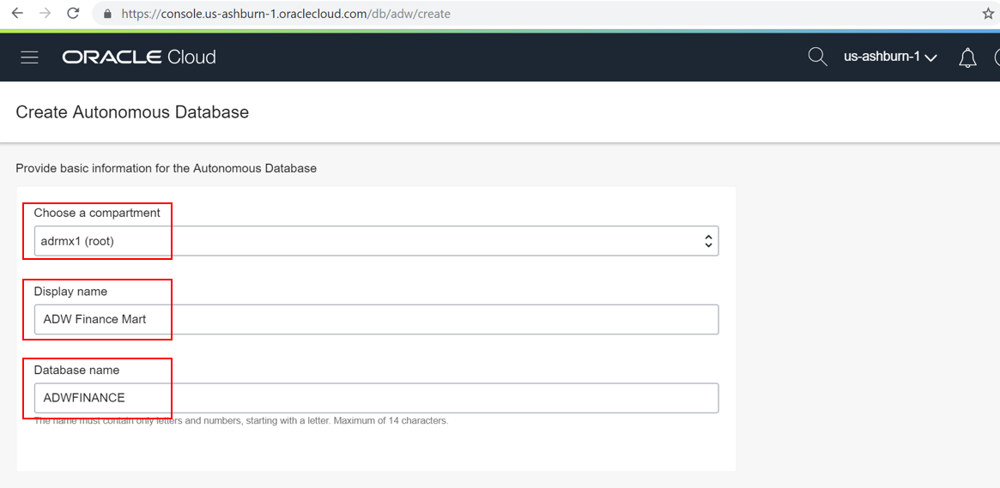 https://console.us-ashburn-1.oraclecloud.com/db/adw/create
ORACLE Cloud
us-ashburn-1
Create Autonomous Database
Provide basic information for the Autonomous Database
Choose a compartment
adrmx1 (root)
Display name
ADW Finance Mart
Database name
ADWFINANCE
The name must contain only letters and numbers, starting with a letter. Maximum of 14 characters.